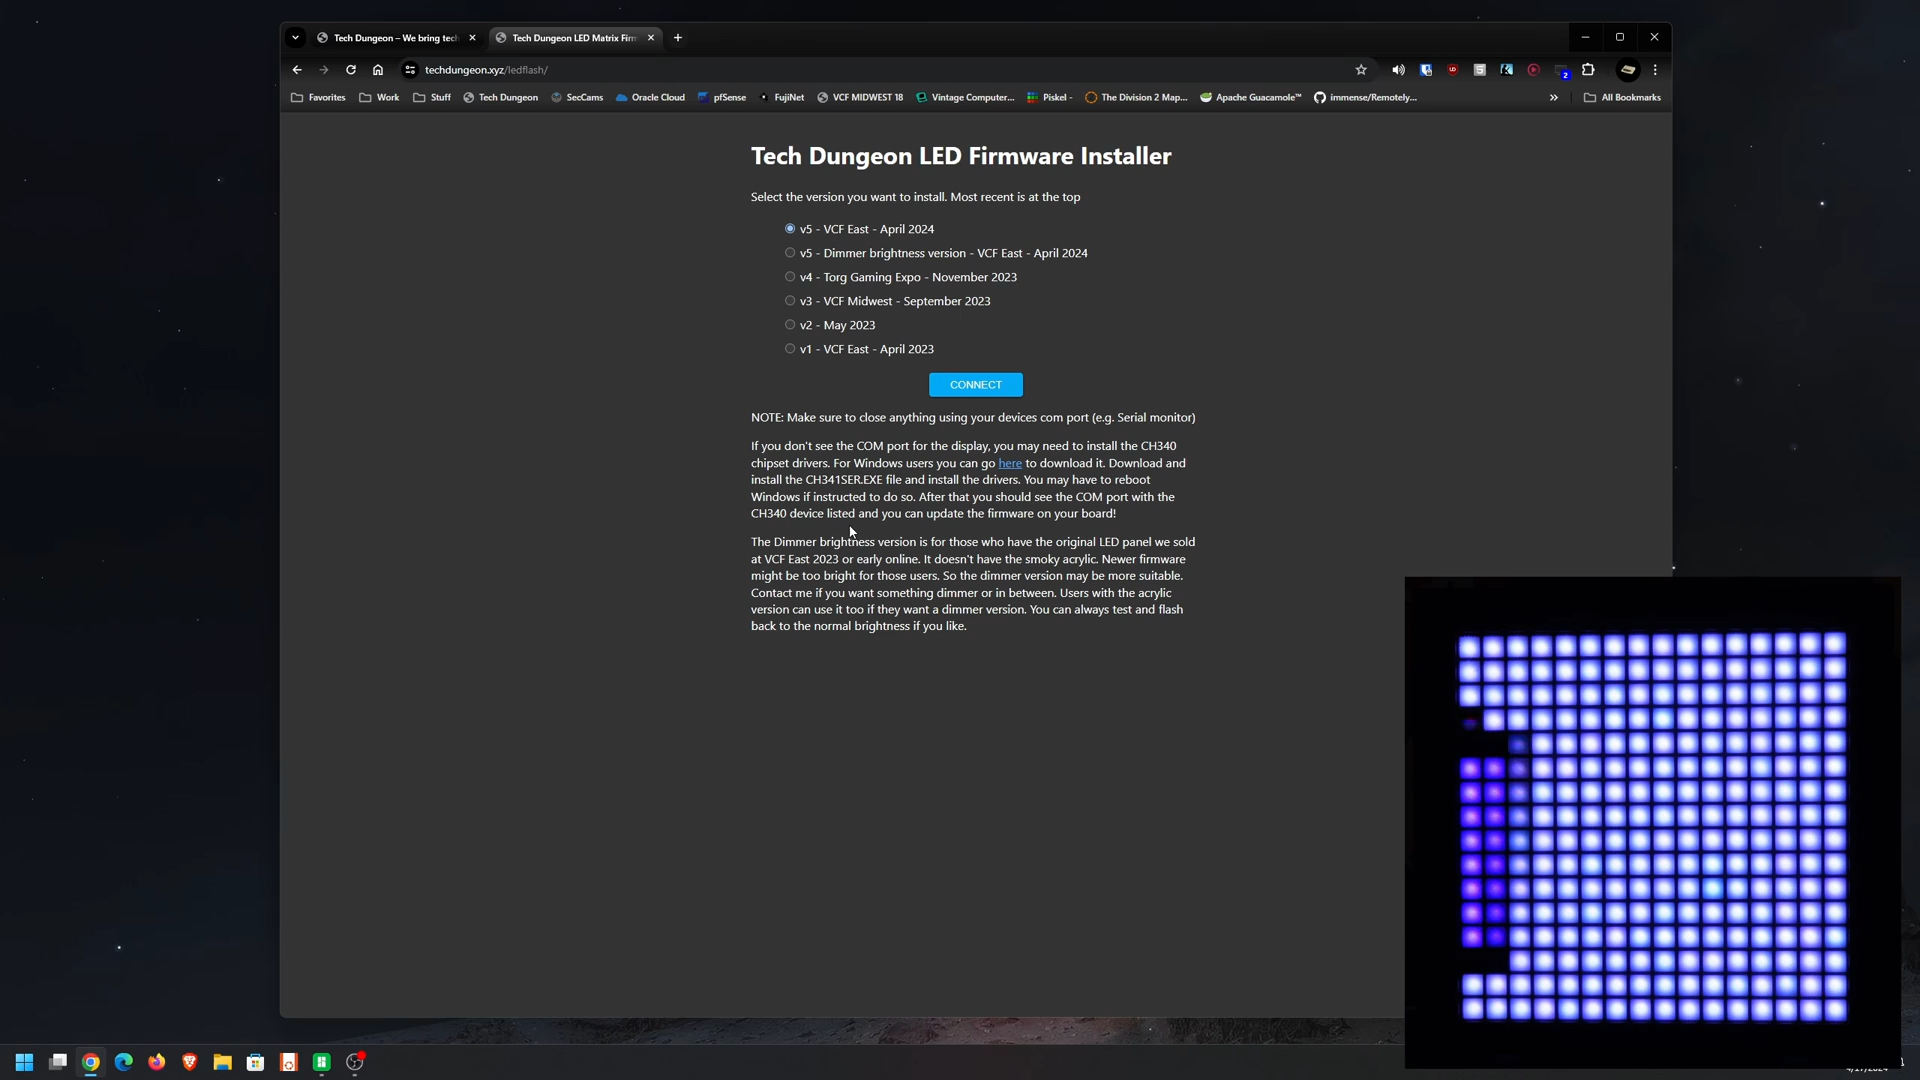 Tech Dungeon – We bring tech
Tech Dungeon LED Matrix Firm
techdungeon.xyz/ledflash/
2
Favorites
Work
Stuff
Tech Dungeon
SecCams
Oracle Cloud
pfSense
FujiNet
VCF MIDWEST 18
Vintage Computer...
Piskel -
The Division 2 Map...
Apache Guacamole™
immense/Remotely...
All Bookmarks
Tech Dungeon LED Firmware Installer
Select the version you want to install. Most recent is at the top
v5 - VCF East - April 2024
v5 - Dimmer brightness version - VCF East - April 2024
v4 - Torg Gaming Expo - November 2023
v3 - VCF Midwest - September 2023
v2 - May 2023
v1 - VCF East - April 2023
CONNECT
NOTE: Make sure to close anything using your devices com port (e.g. Serial monitor)
If you don't see the COM port for the display, you may need to install the CH340
chipset drivers. For Windows users you can go here to download it. Download and
install the CH341SER.EXE file and install the drivers. You may have to reboot
Windows if instructed to do so. After that you should see the COM port with the
CH340 device listed and you can update the firmware on your board!
The Dimmer brightness version is for those who have the original LED panel we sold
at VCF East 2023 or early online. It doesn't have the smoky acrylic. Newer firmware
might be too bright for those users. So the dimmer version may be more suitable.
Contact me if you want something dimmer or in between. Users with the acrylic
version can use it too if they want a dimmer version. You can always test and flash
back to the normal brightness if you like.